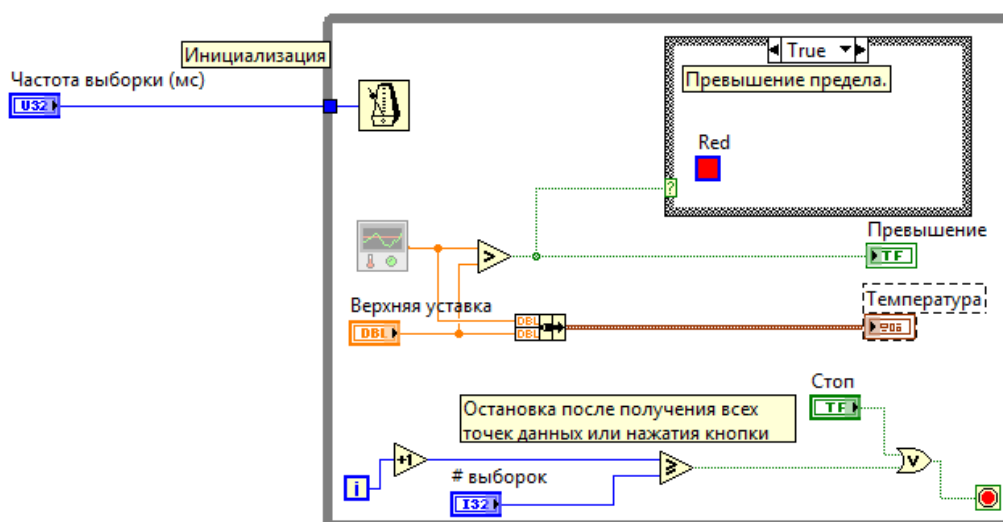 True
Инициализация
Превышение предела.
Частота выборки (мс)
U32
Red
?
Превышение
TF
>
Верхняя уставка
DBL
DBL
DBL
Температура
Стоп
TF
Остановка после получения всех
точек данных или нажатия кнопки
+1
≥
V
i
# выборок
I32